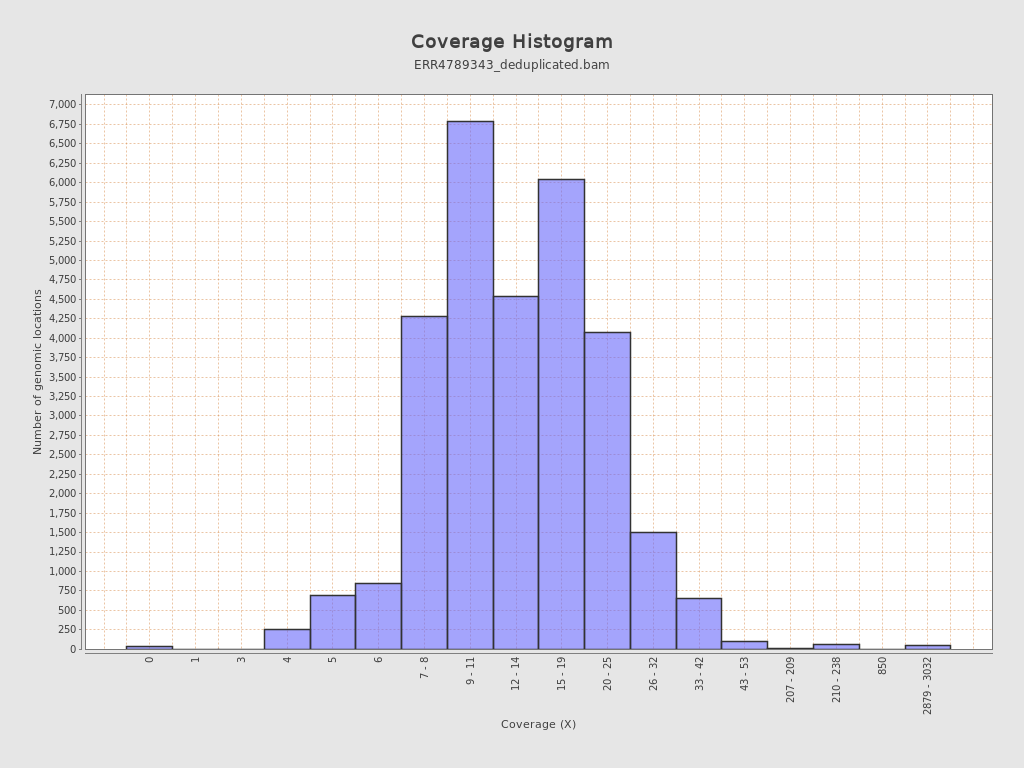 Coverage Histogram
ERR4789343_deduplicated.bam
Number of genomic locations
7,000
6,750
6,500
6,250
6,000
5,750
5,500
5,250
5,000
4,750
4,500
4,250
4,000
3,750
3,500
3,250
3,000
2,750
2,500
2,250
2,000
1,750
1,500
1,250
1,000
750
500
250
0
0
1
3
4
5
6
7 - 8
9 - 11
12 - 14
15 - 19
20 - 25
26 - 32
33 - 42
43 - 53
207 - 209
210 - 238
850
2879 - 3032
Coverage (X)